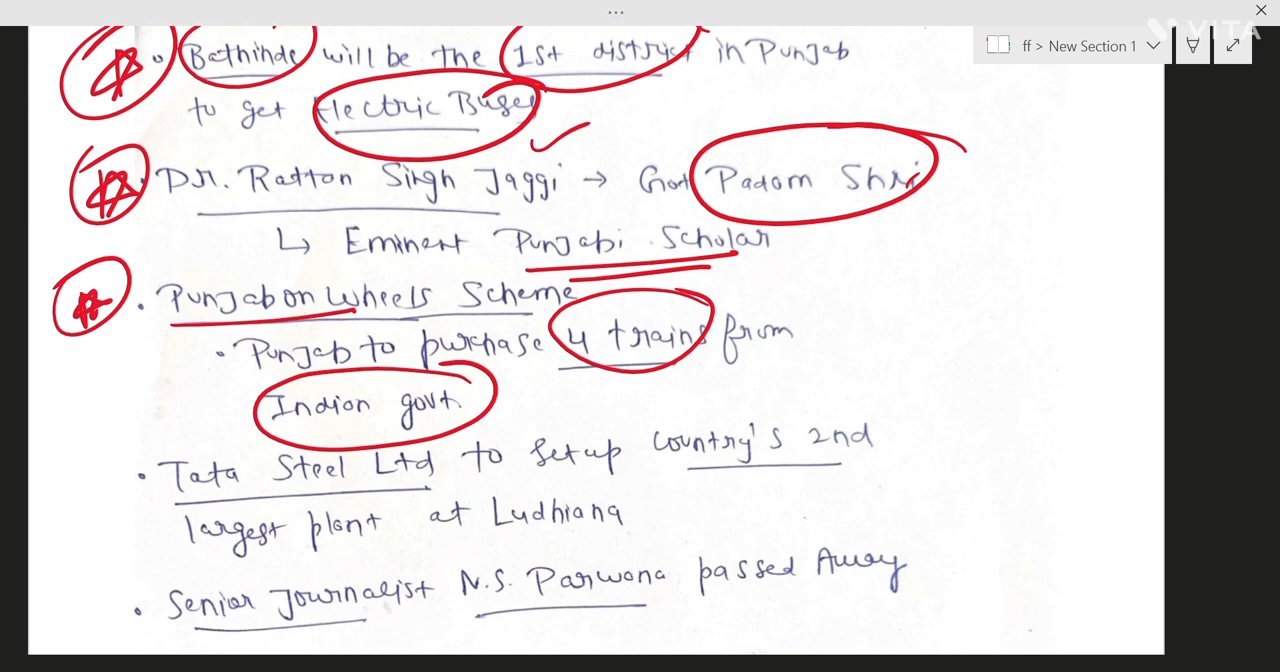 ...
VITA
ff > New Section 1
Bathinda will be the 1st district in Punjab
to get Electric Buses
Dr. Rattan Singh Jaggi → Got Padam Shri
↳ Eminent Punjabi Scholar
• Punjab on Wheels Scheme
• Punjab to purchase 4 trains from
Indian govt.
• Tata Steel Ltd to setup country's 2nd
largest plant at Ludhiana
• Senior Journalist N.S. Parwana passed Away